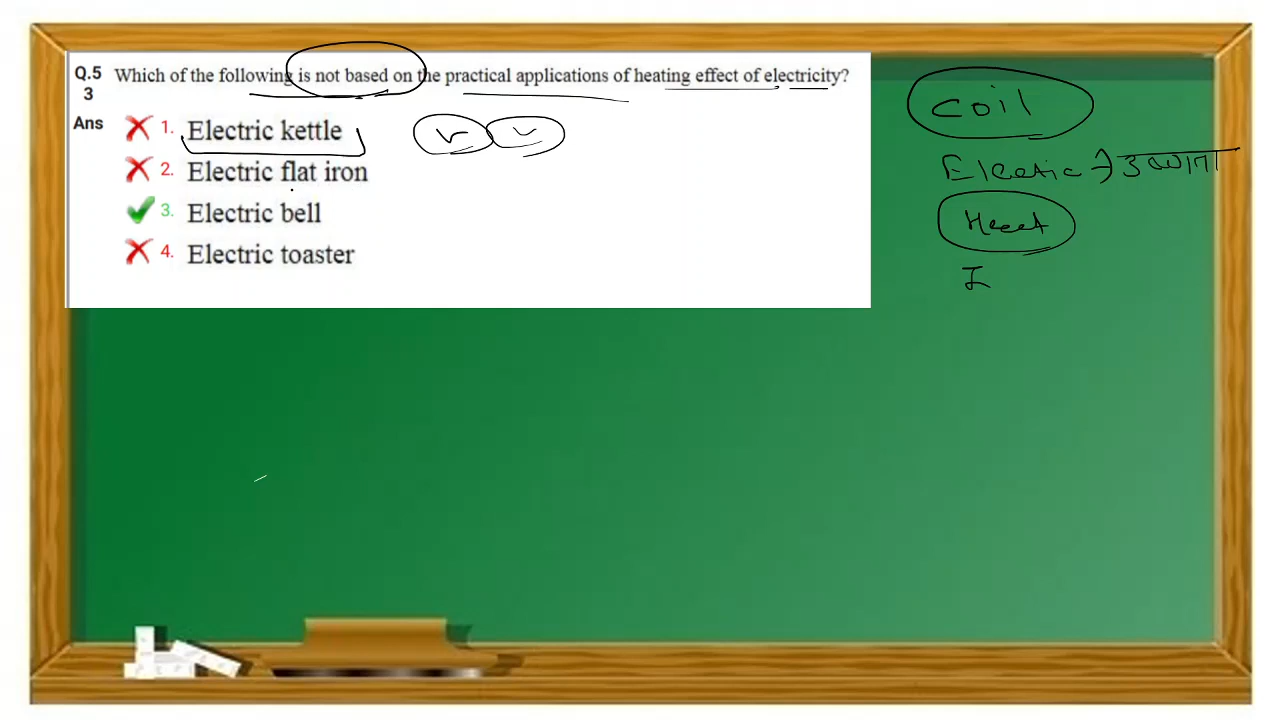 Q.5 Which of the following is not based on the practical applications of heating effect of electricity?
3
Ans
1. Electric kettle
2. Electric flat iron
3. Electric bell
4. Electric toaster
Coil
Electic →
Heat
I